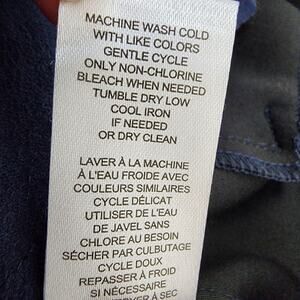 MACHINE WASH COLD
WITH LIKE COLORS
GENTLE CYCLE
ONLY NON-CHLORINE
BLEACH WHEN NEEDED
TUMBLE DRY LOW
COOL IRON
IF NEEDED
OR DRY CLEAN
LAVER À LA MACHINE
À L'EAU FROIDE AVEC
COULEURS SIMILAIRES
CYCLE DÉLICAT
UTILISER DE L'EAU
DE JAVEL SANS
CHLORE AU BESOIN
SÉCHER PAR CULBUTAGE
CYCLE DOUX
REPASSER À FROID
SI NÉCESSAIRE
À SEC